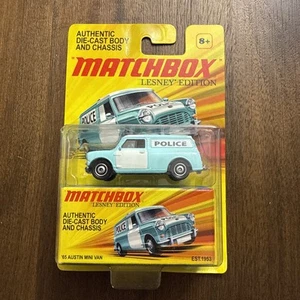 AUTHENTIC
DIE-CAST BODY
AND CHASSIS
8+
MATCHBOX
LESNEY EDITION
POLICE
POLICE
MATCHBOX
LESNEY EDITION
AUTHENTIC
DIE-CAST BODY
AND CHASSIS
POLICE
'65 AUSTIN MINI VAN
EST.1953